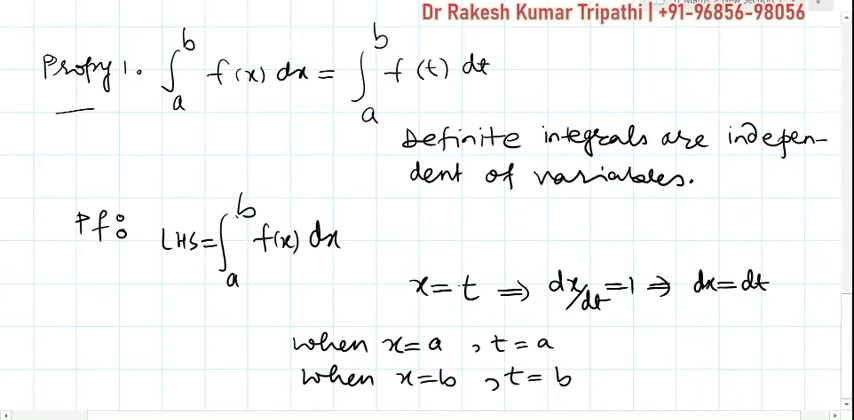 Dr Rakesh Kumar Tripathi | +91-96856-98056
Propy 1. ∫_a^b f(x) dx = ∫_a^b f(t) dt
Definite integrals are indepen-
dent of variables.
Pf: LHS = ∫_a^b f(x) dx
x = t ⇒ dx/dt = 1 ⇒ dx = dt
when x = a , t = a
when x = b , t = b